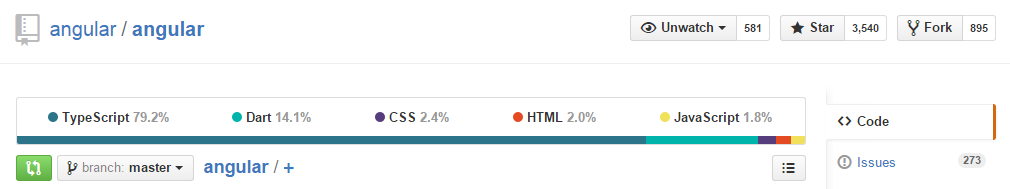 angular / angular
Unwatch 581 Star 3,540 Fork 895
TypeScript 79.2% Dart 14.1% CSS 2.4% HTML 2.0% JavaScript 1.8%
Code
branch: master angular / +
Issues 273